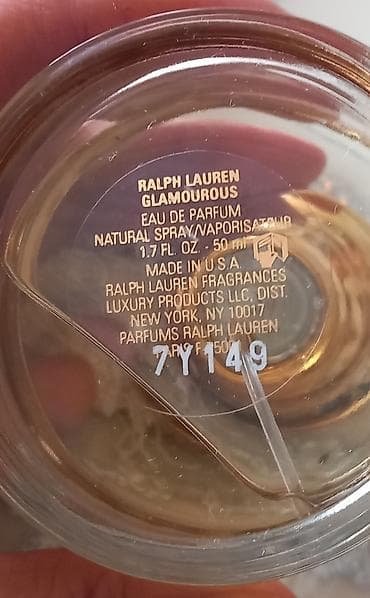 RALPH LAUREN
GLAMOUROUS
EAU DE PARFUM
NATURAL SPRAY/VAPORISATEUR
1.7 FL. OZ. - 50 ml
MADE IN U S A
RALPH LAUREN FRAGRANCES
LUXURY PRODUCTS LLC, DIST.
NEW YORK, NY 10017
PARFUMS RALPH LAUREN
PARIS
7Y149